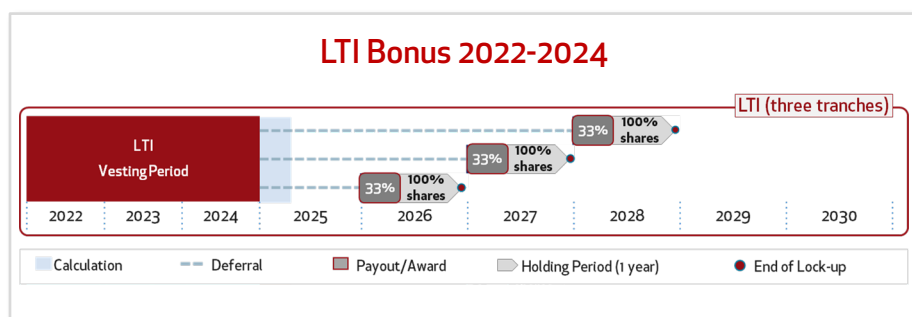 LTI Bonus 2022-2024
LTI (three tranches)
LTI
Vesting Period
33%
100%
shares
33%
100%
shares
33%
100%
shares
2022
2023
2024
2025
2026
2027
2028
2029
2030
Calculation
Deferral
Payout/Award
Holding Period (1 year)
End of Lock-up